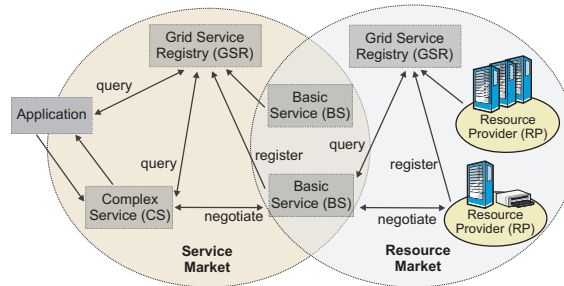 Grid Service
Registry (GSR)
Grid Service
Registry (GSR)
query
Application
Basic
Service (BS)
Resource
Provider (RP)
query
register
query
register
Complex
Service (CS)
Basic
Service (BS)
negotiate
negotiate
Resource
Provider (RP)
Service
Market
Resource
Market